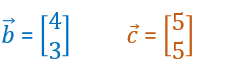 b⃗ = [4 3] c⃗ = [5 5]